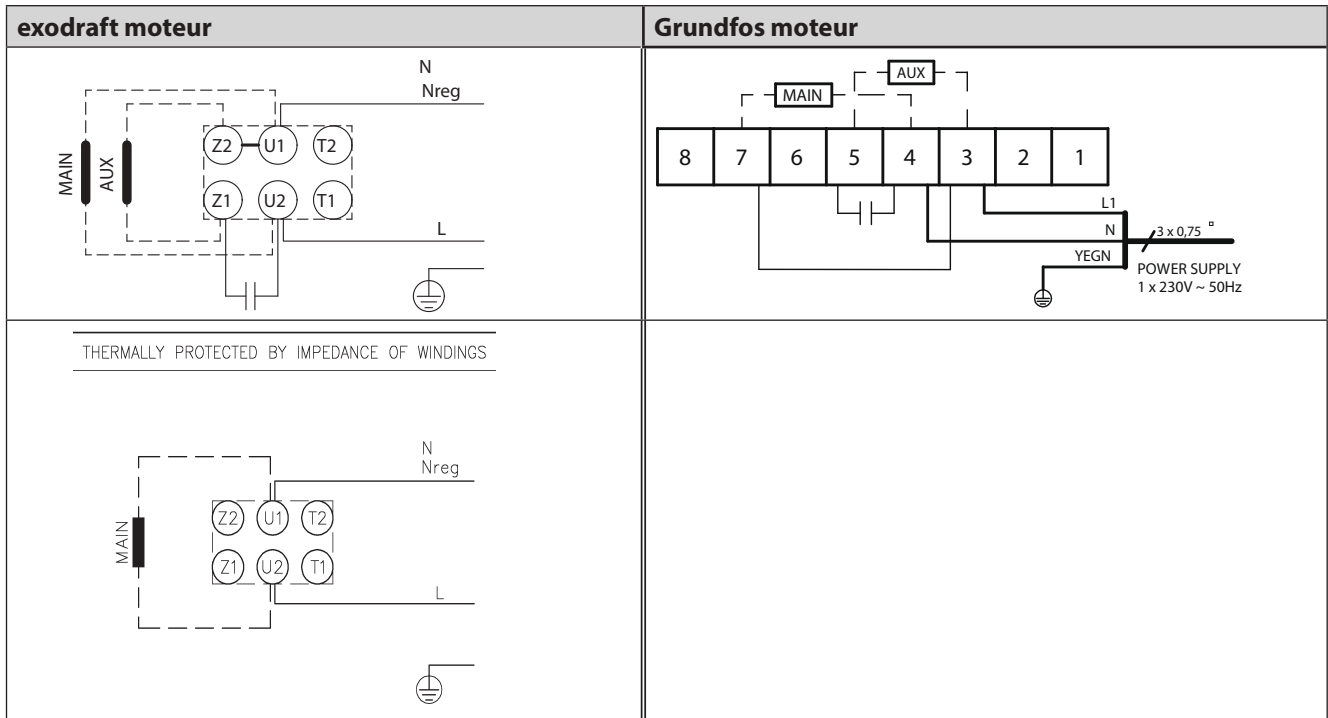 exodraft moteur
Grundfos moteur
N
Nreg
MAIN
AUX
Z2 U1 T2
Z1 U2 T1
L
AUX
MAIN
8 7 6 5 4 3 2 1
L1
N
3 x 0,75 □
YEGN
POWER SUPPLY
1 x 230V ~ 50Hz
THERMALLY PROTECTED BY IMPEDANCE OF WINDINGS
N
Nreg
MAIN
Z2 U1 T2
Z1 U2 T1
L